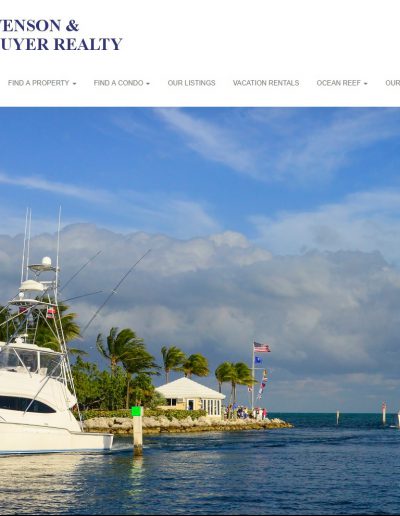 VENSON &
UYER REALTY
FIND A PROPERTY FIND A CONDO OUR LISTINGS VACATION RENTALS OCEAN REEF OUR